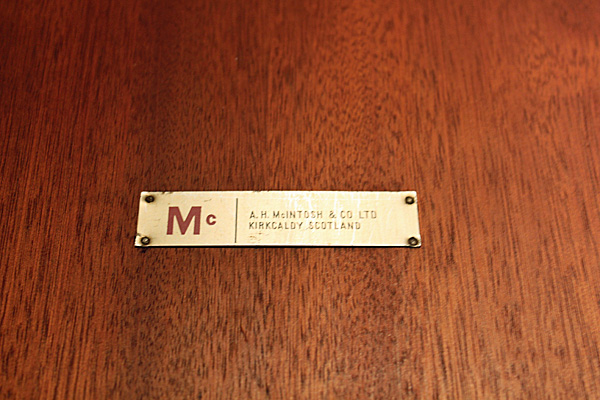 Mc
A. H. McINTOSH & CO LTD
KIRKCALDY SCOTLAND